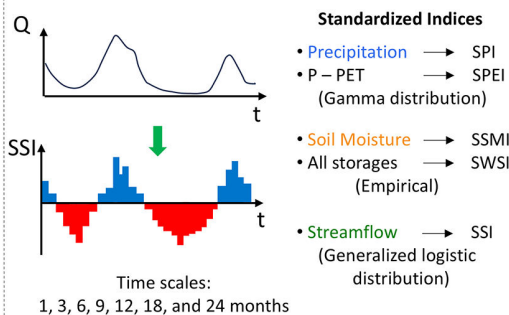 Q
t
SSI
t
Time scales:
1, 3, 6, 9, 12, 18, and 24 months
Standardized Indices
• Precipitation → SPI
• P – PET → SPEI
(Gamma distribution)
• Soil Moisture → SSMI
• All storages → SWSI
(Empirical)
• Streamflow → SSI
(Generalized logistic
distribution)